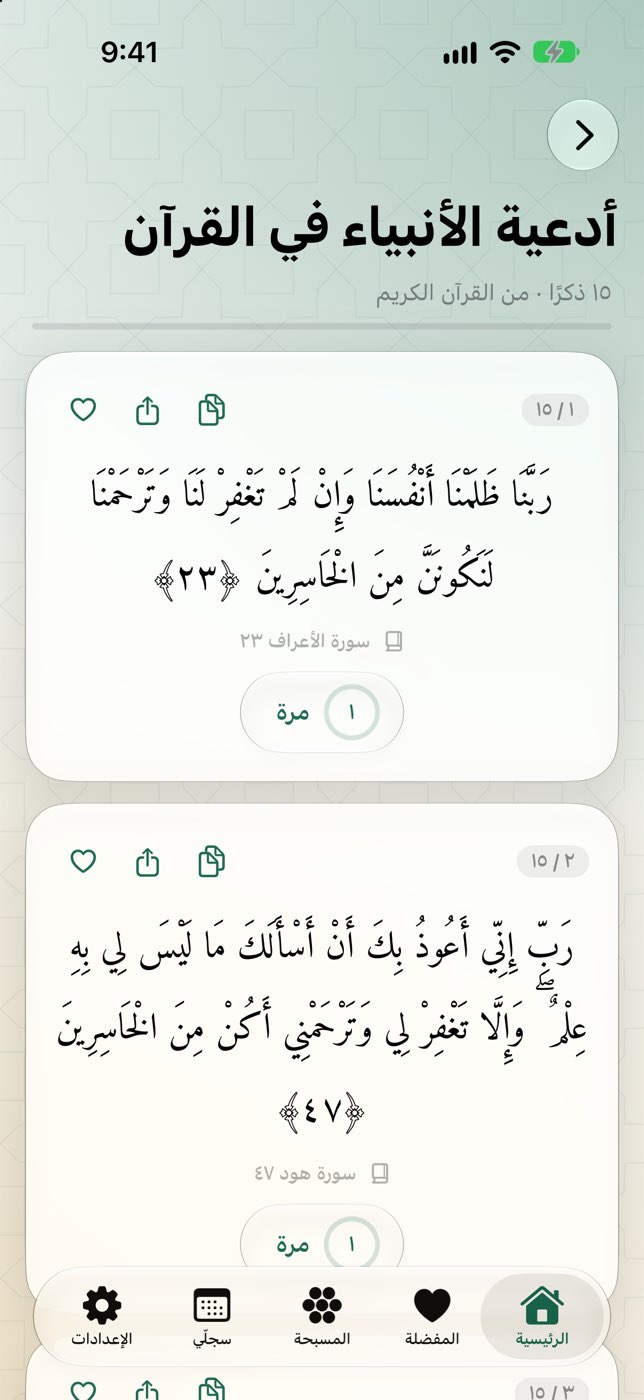 9:41
أدعية الأنبياء في القرآن
١٥ ذكرًا · من القرآن الكريم
١ / ١٥
رَبَّنَا ظَلَمْنَا أَنْفُسَنَا وَإِنْ لَمْ تَغْفِرْ لَنَا وَتَرْحَمْنَا
لَنَكُونَنَّ مِنَ الْخَاسِرِينَ ﴿٢٣﴾
سورة الأعراف ٢٣
١ مرة
٢ / ١٥
رَبِّ إِنِّي أَعُوذُ بِكَ أَنْ أَسْأَلَكَ مَا لَيْسَ لِي بِهِ
عِلْمٌ ۖ وَإِلَّا تَغْفِرْ لِي وَتَرْحَمْنِي أَكُنْ مِنَ الْخَاسِرِينَ
﴿٤٧﴾
سورة هود ٤٧
١ مرة
الرئيسية
المفضلة
المسبحة
سجلّي
الإعدادات
٣ / ١٥